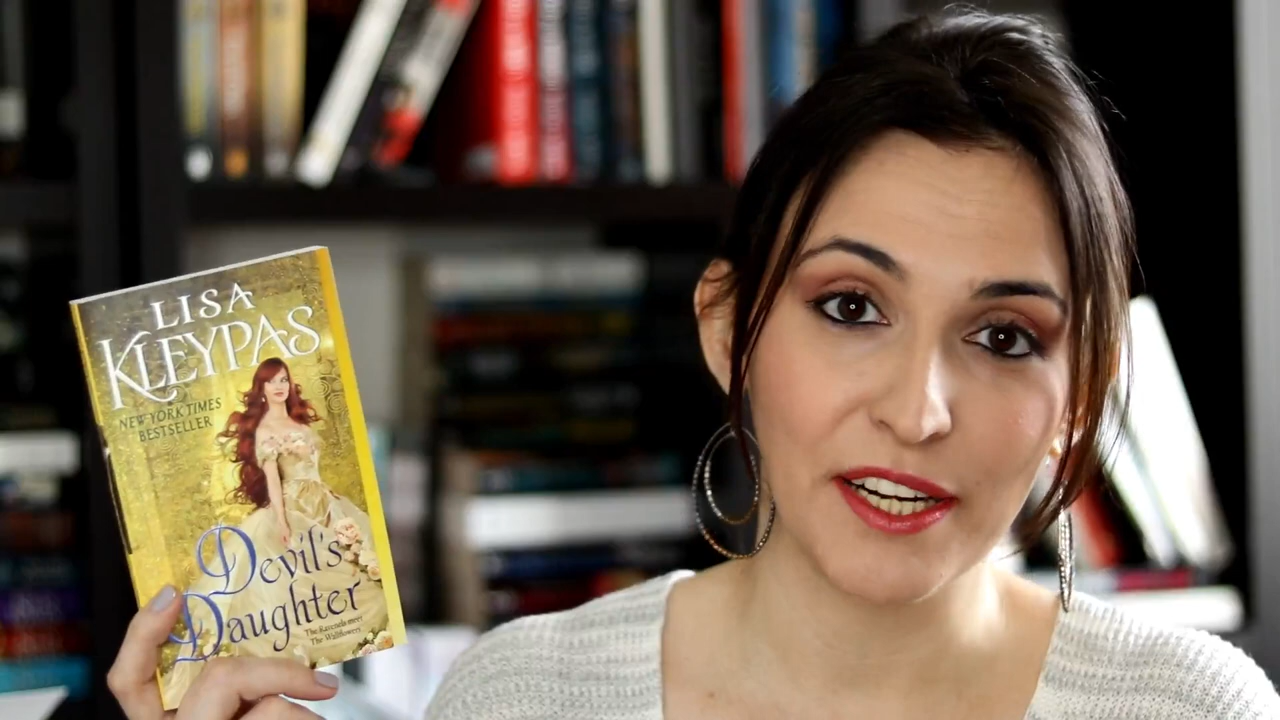 LISA
KLEYPAS
NEW YORK TIMES
BESTSELLER
Devil's
Daughter
The Ravenels meet
The Wallflowers